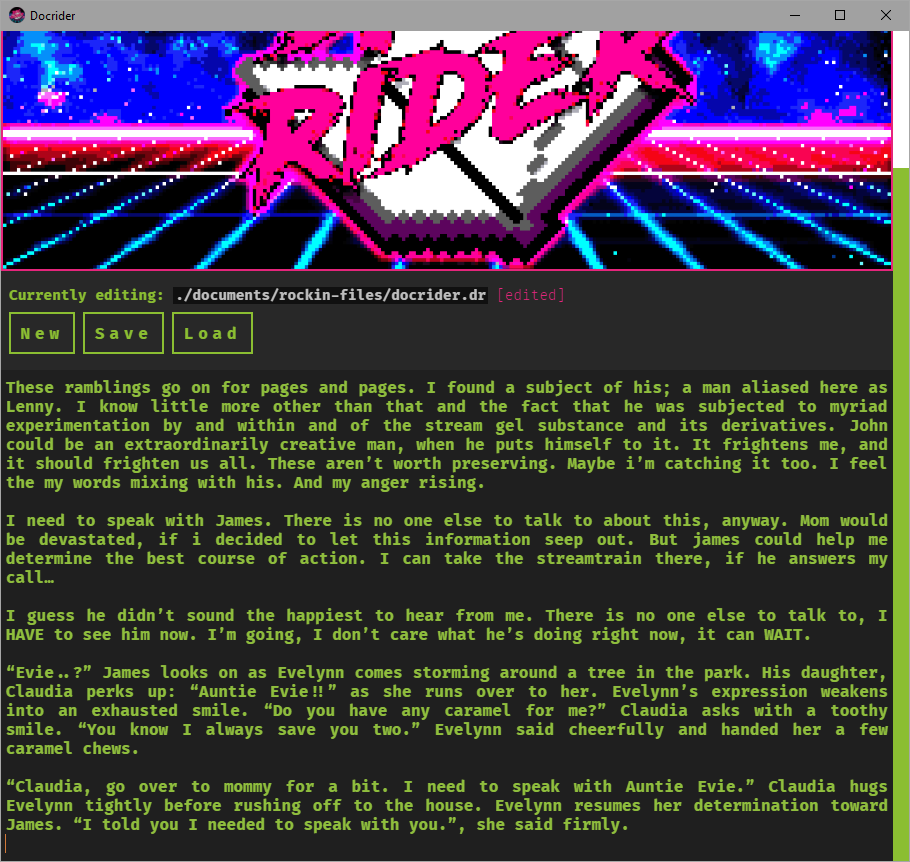 Docrider
RIDER
Currently editing: ./documents/rockin-files/docrider.dr [edited]
New Save Load
These ramblings go on for pages and pages. I found a subject of his; a man aliased here as
Lenny. I know little more other than that and the fact that he was subjected to myriad
experimentation by and within and of the stream gel substance and its derivatives. John
could be an extraordinarily creative man, when he puts himself to it. It frightens me, and
it should frighten us all. These aren’t worth preserving. Maybe i’m catching it too. I feel
the my words mixing with his. And my anger rising.
I need to speak with James. There is no one else to talk to about this, anyway. Mom would
be devastated, if i decided to let this information seep out. But james could help me
determine the best course of action. I can take the streamtrain there, if he answers my
call…
I guess he didn’t sound the happiest to hear from me. There is no one else to talk to, I
HAVE to see him now. I’m going, I don’t care what he’s doing right now, it can WAIT.
“Evie..?” James looks on as Evelynn comes storming around a tree in the park. His daughter,
Claudia perks up: “Auntie Evie!!” as she runs over to her. Evelynn’s expression weakens
into an exhausted smile. “Do you have any caramel for me?” Claudia asks with a toothy
smile. “You know I always save you two.” Evelynn said cheerfully and handed her a few
caramel chews.
“Claudia, go over to mommy for a bit. I need to speak with Auntie Evie.” Claudia hugs
Evelynn tightly before rushing off to the house. Evelynn resumes her determination toward
James. “I told you I needed to speak with you.”, she said firmly.